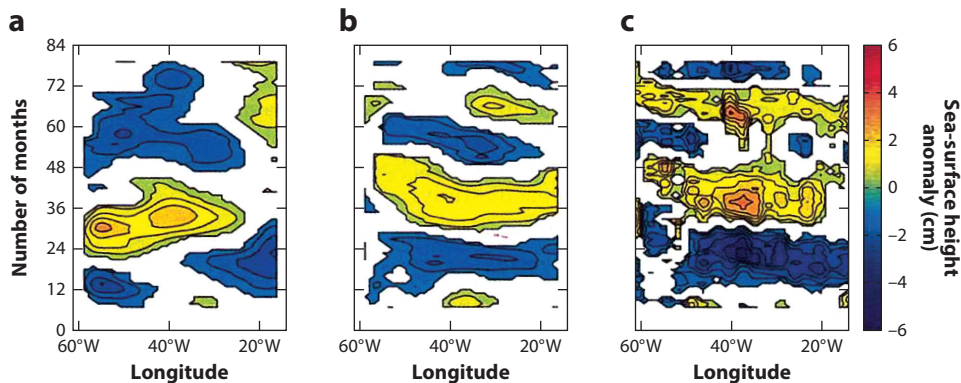 a
b
c
84
72
60
48
36
24
12
0
Number of months
60°W
40°W
20°W
60°W
40°W
20°W
60°W
40°W
20°W
Longitude
Longitude
Longitude
6
4
2
0
−2
−4
−6
Sea-surface height
anomaly (cm)